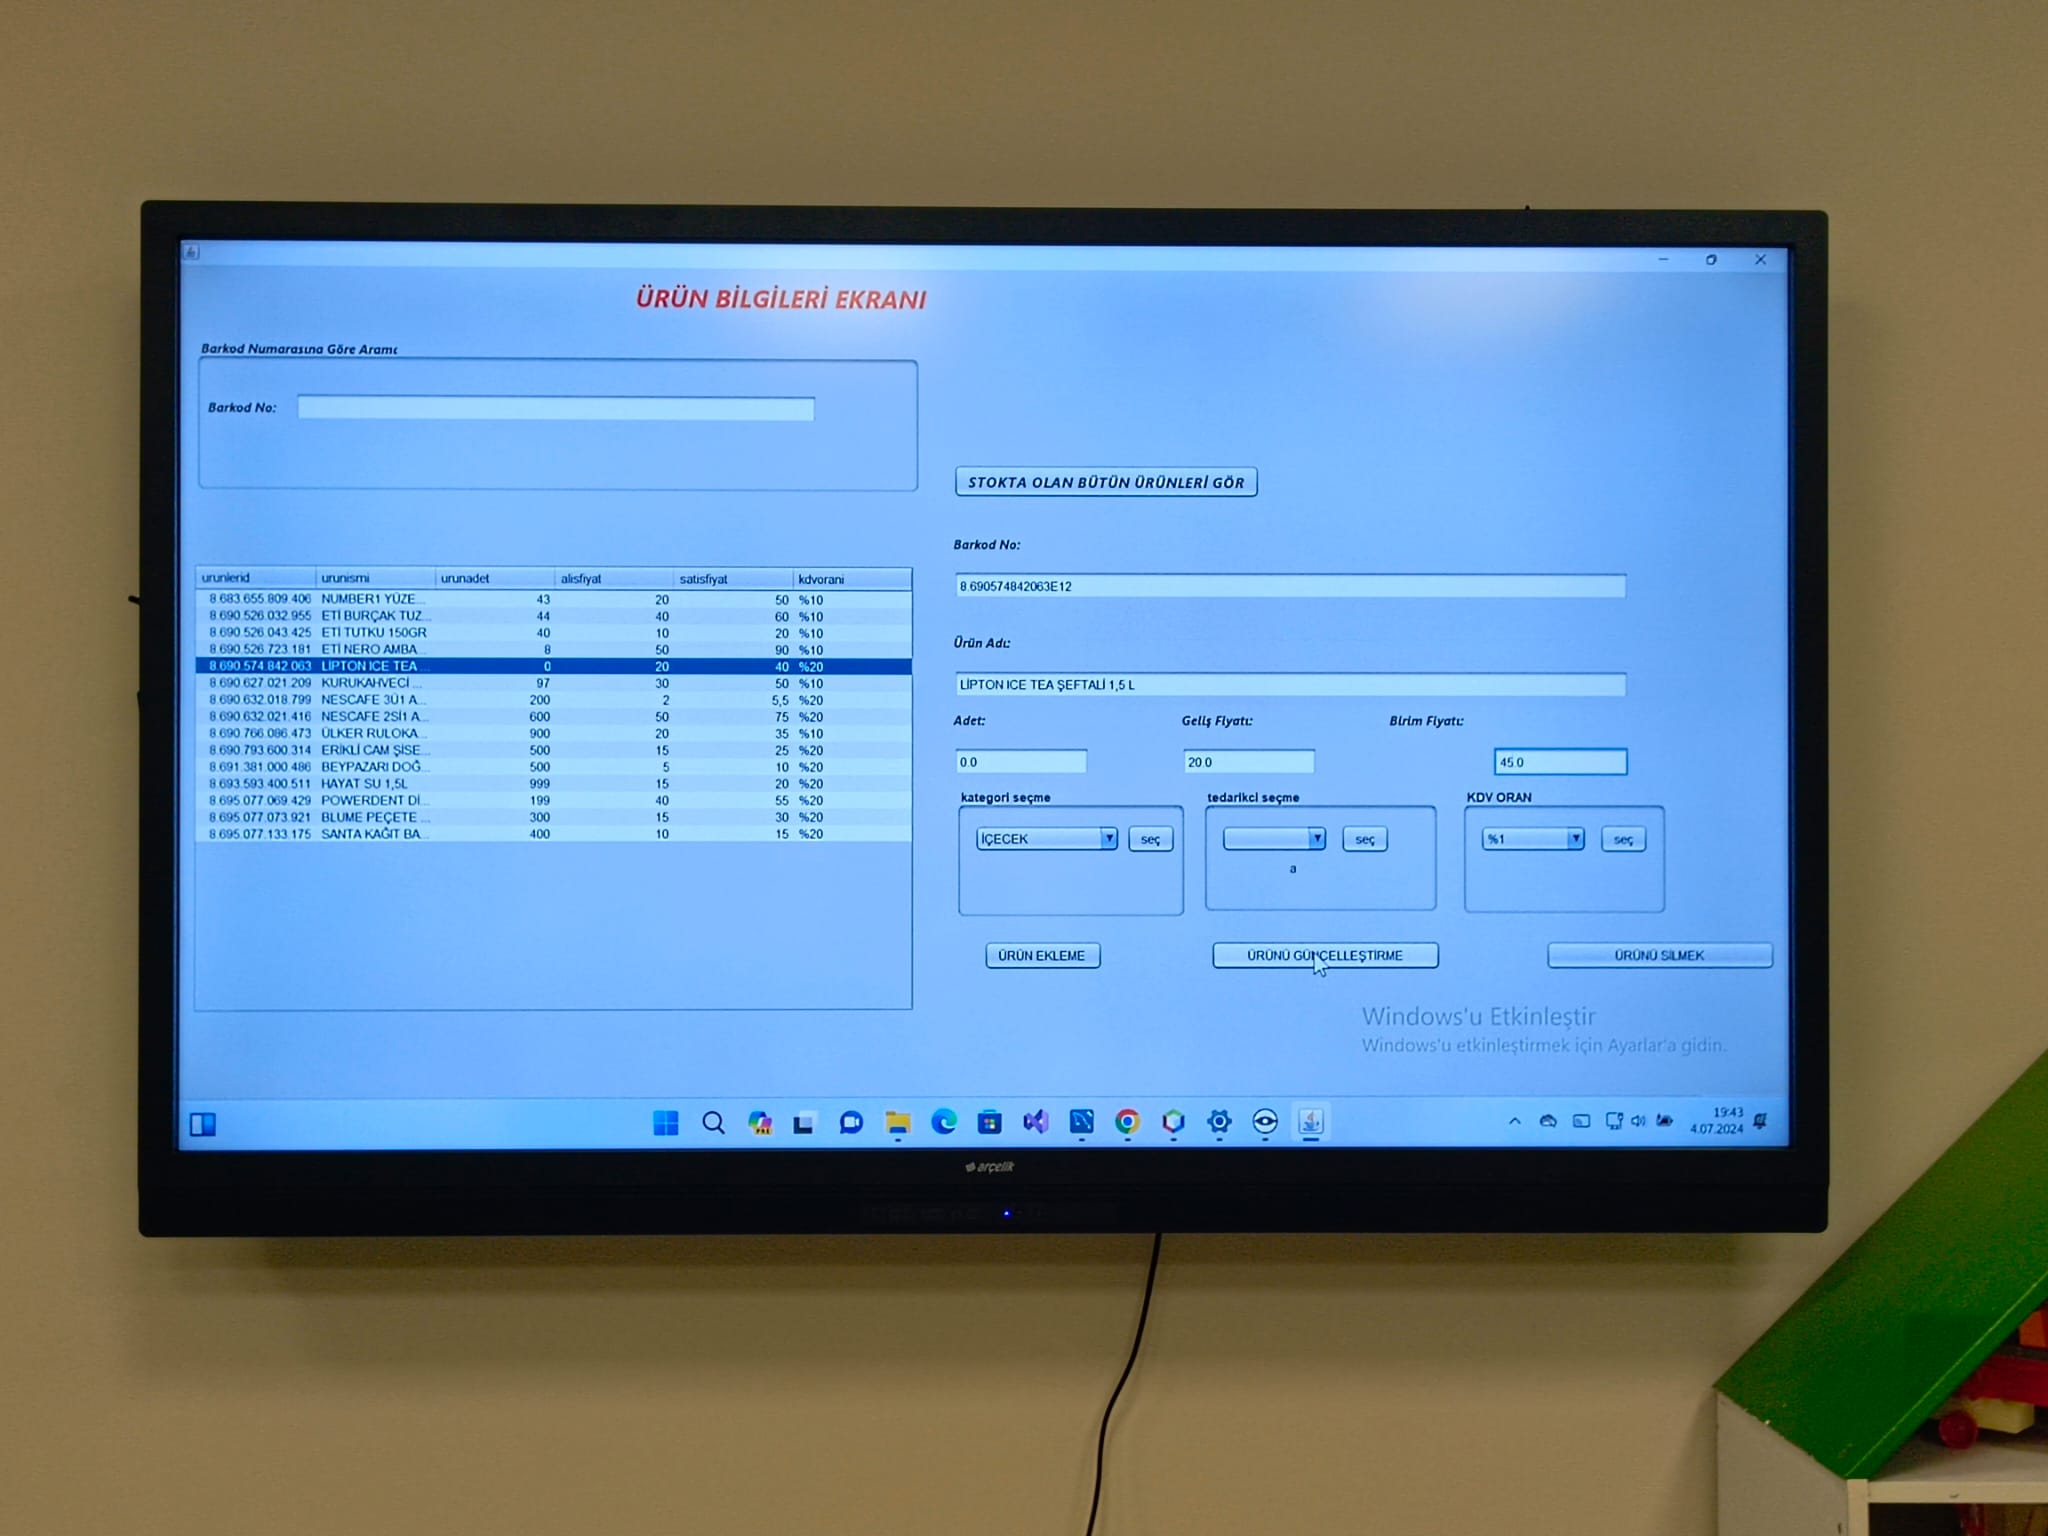 ÜRÜN BİLGİLERİ EKRANI
Barkod Numarasına Göre Arama
Barkod No:
STOKTA OLAN BÜTÜN ÜRÜNLERİ GÖR
Barkod No:
8.690574842063E12
Ürün Adı:
LİPTON ICE TEA ŞEFTALİ 1,5 L
Adet: Geliş Fiyatı: Birim Fiyatı:
0.0 20.0 45.0
kategori seçme tedarikci seçme KDV ORAN
İÇECEK seç seç %1 seç
a
ÜRÜN EKLEME ÜRÜNÜ GÜNCELLEŞTİRME ÜRÜNÜ SİLMEK
urunlerid urunismi urunadet alisfiyat satisfiyat kdvorani
8.683.655.809.406 NUMBER1 YÜZE... 43 20 50 %10
8.690.526.032.955 ETİ BURÇAK TUZ... 44 40 60 %10
8.690.526.043.425 ETİ TUTKU 150GR 40 10 20 %10
8.690.526.723.181 ETİ NERO AMBA... 8 50 90 %10
8.690.574.842.063 LİPTON ICE TEA ... 0 20 40 %20
8.690.627.021.209 KURUKAHVECİ ... 97 30 50 %10
8.690.632.018.799 NESCAFE 3Ü1 A... 200 2 5,5 %20
8.690.632.021.416 NESCAFE 2Sİ1 A... 600 50 75 %20
8.690.766.086.473 ÜLKER RULOKA... 900 20 35 %10
8.690.793.600.314 ERİKLİ CAM ŞİŞE... 500 15 25 %20
8.691.381.000.486 BEYPAZARI DOĞ... 500 5 10 %20
8.693.593.400.511 HAYAT SU 1,5L 999 15 20 %20
8.695.077.069.429 POWERDENT Dİ... 199 40 55 %20
8.695.077.073.921 BLUME PEÇETE ... 300 15 30 %20
8.695.077.133.175 SANTA KAĞIT BA... 400 10 15 %20
Windows'u Etkinleştir
Windows'u etkinleştirmek için Ayarlar'a gidin.
PRE
19:43
4.07.2024
arçelik